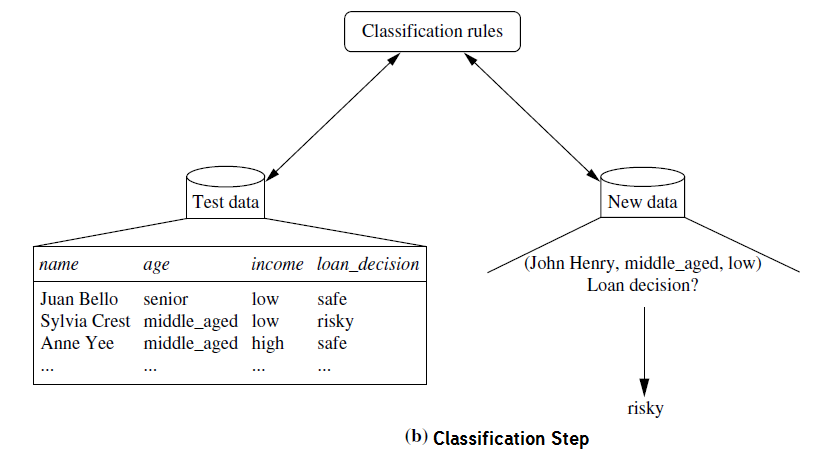 Classification rules
Test data
name age income loan_decision
Juan Bello senior low safe
Sylvia Crest middle_aged low risky
Anne Yee middle_aged high safe
... ... ... ...
New data
(John Henry, middle_aged, low)
Loan decision?
risky
(b) Classification Step